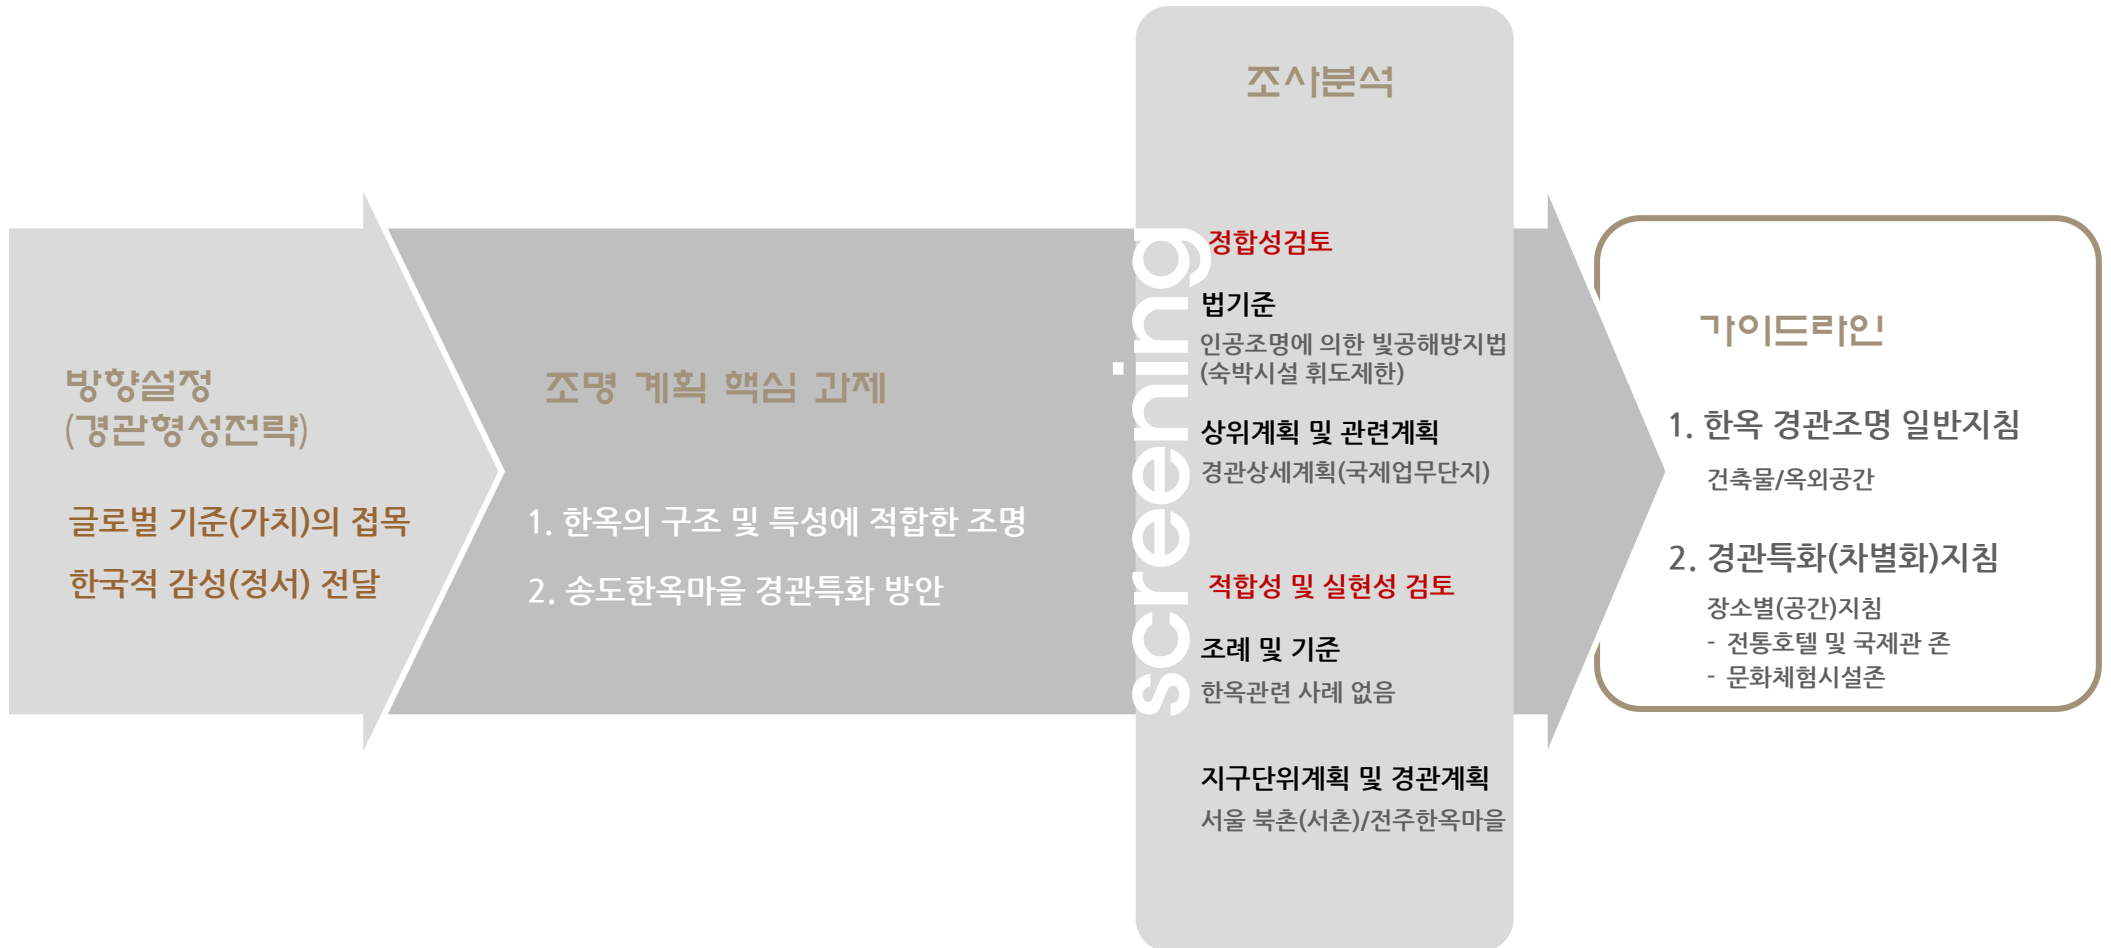 방향설정
(경관형성전략)
글로벌 기준(가치)의 접목
한국적 감성(정서) 전달
조명 계획 핵심 과제
1. 한옥의 구조 및 특성에 적합한 조명
2. 송도한옥마을 경관특화 방안
screening
조사분석
정합성검토
법기준
인공조명에 의한 빛공해방지법
(숙박시설 휘도제한)
상위계획 및 관련계획
경관상세계획(국제업무단지)
적합성 및 실현성 검토
조례 및 기준
한옥관련 사례 없음
지구단위계획 및 경관계획
서울 북촌(서촌)/전주한옥마을
가이드라인
1. 한옥 경관조명 일반지침
건축물/옥외공간
2. 경관특화(차별화)지침
장소별(공간)지침
- 전통호텔 및 국제관 존
- 문화체험시설존